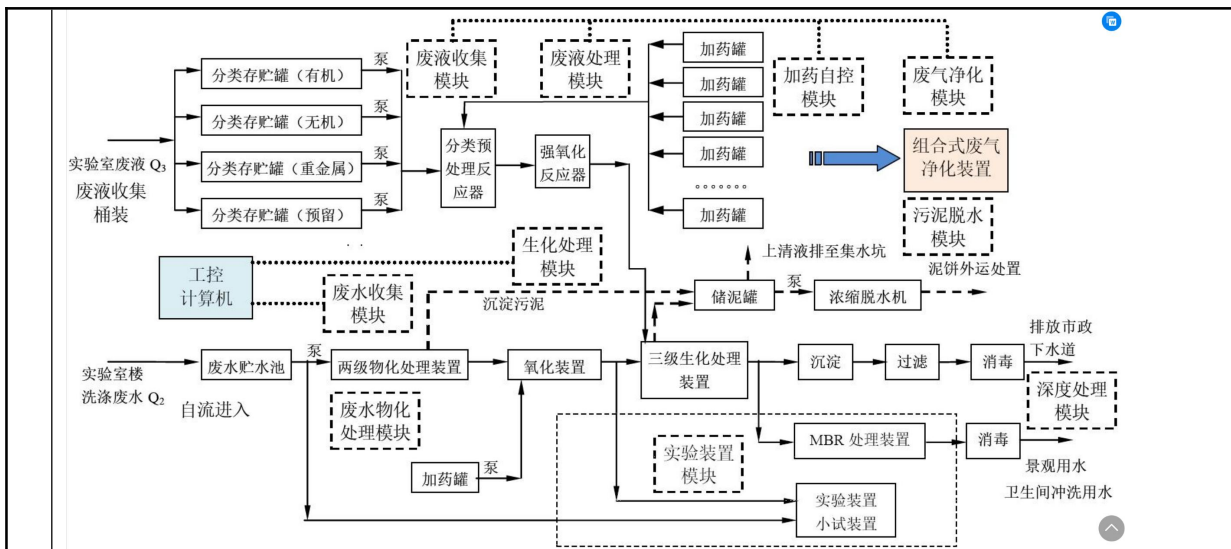 分类存贮罐（有机）
泵
分类存贮罐（无机）
泵
分类存贮罐（重金属）
泵
分类存贮罐（预留）
泵
实验室废液 Q₃
废液收集
桶装
废液收集
模块
废液处理
模块
分类预
处理反
应器
强氧化
反应器
加药罐
加药罐
加药罐
加药罐
加药罐
加药自控
模块
废气净化
模块
组合式废气
净化装置
污泥脱水
模块
工控
计算机
生化处理
模块
废水收集
模块
沉淀污泥
上清液排至集水坑
储泥罐
泵
浓缩脱水机
泥饼外运处置
实验室楼
洗涤废水 Q₂
自流进入
废水贮水池
泵
两级物化处理装置
氧化装置
三级生化处理
装置
沉淀
过滤
消毒
排放市政
下水道
深度处理
模块
废水物化
处理模块
加药罐
泵
实验装置
模块
MBR 处理装置
消毒
景观用水
卫生间冲洗用水
实验装置
小试装置